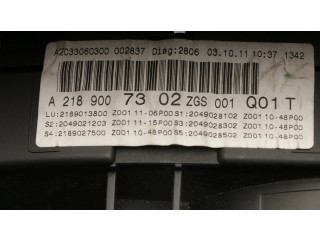 A2C33060300 002837 Diag:2806 03.10.11 10:37 1342
A 218 900 73 02 ZGS 001 Q01 T
LU:2189013800 Z001 11-06P00 S1:2049028102 Z001 10-48P00
S2:2049021203 Z001 11-15P00 S3:2049028302 Z001 10-48P00
S4:2189027500 Z001 10-48P00 S5:2049028202 Z001 10-48P00